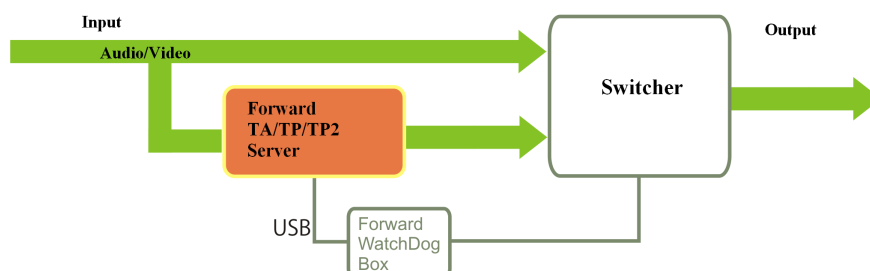 Input
Output
Audio/Video
Switcher
Forward
TA/TP/TP2
Server
USB
Forward
WatchDog
Box